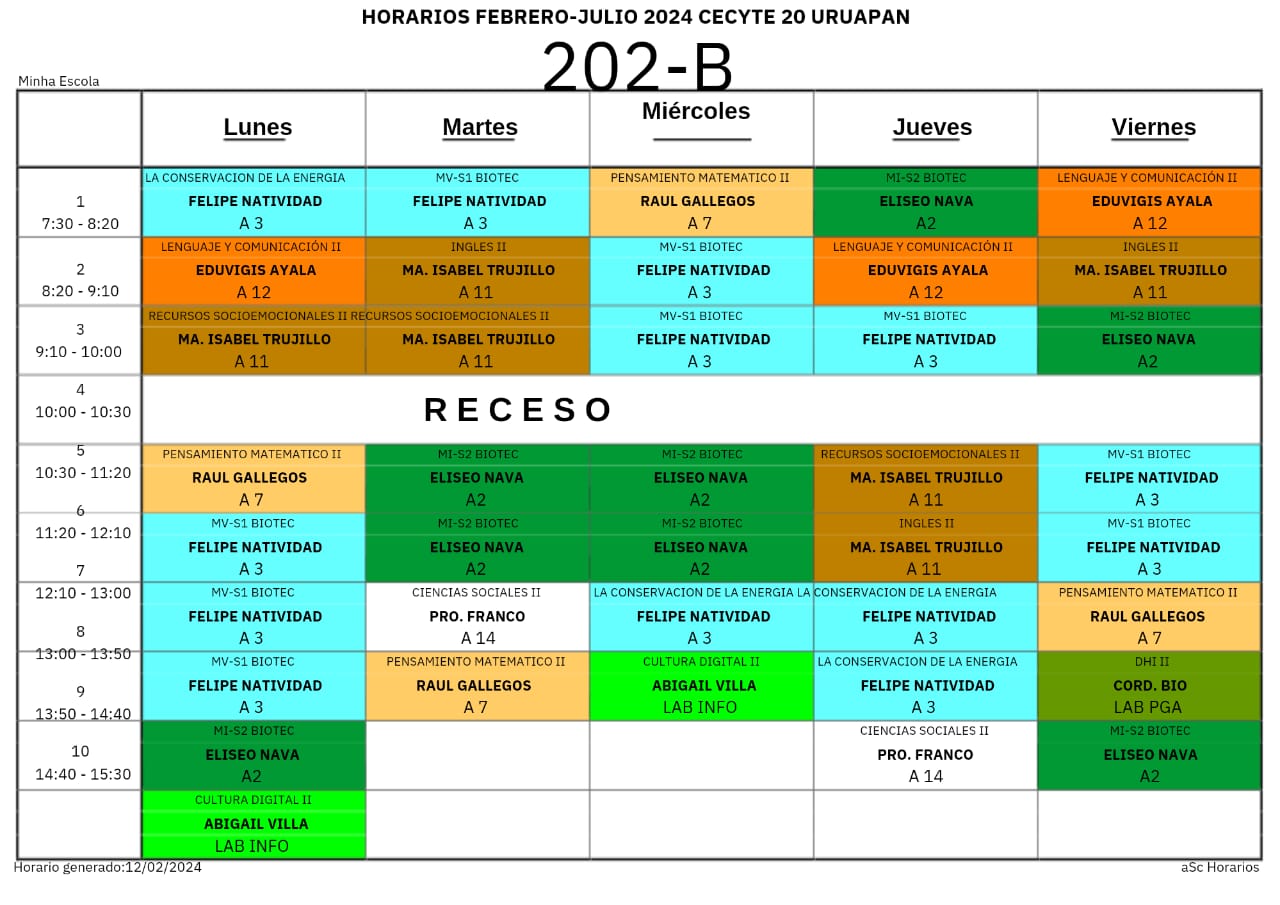 HORARIOS FEBRERO-JULIO 2024 CECYTE 20 URUAPAN
202-B
Minha Escola
Lunes Martes Miércoles Jueves Viernes
LA CONSERVACION DE LA ENERGIA MV-S1 BIOTEC PENSAMIENTO MATEMATICO II MI-S2 BIOTEC LENGUAJE Y COMUNICACIÓN II
1 FELIPE NATIVIDAD FELIPE NATIVIDAD RAUL GALLEGOS ELISEO NAVA EDUVIGIS AYALA
7:30 - 8:20 A 3 A 3 A 7 A2 A 12
LENGUAJE Y COMUNICACIÓN II INGLES II MV-S1 BIOTEC LENGUAJE Y COMUNICACIÓN II INGLES II
2 EDUVIGIS AYALA MA. ISABEL TRUJILLO FELIPE NATIVIDAD EDUVIGIS AYALA MA. ISABEL TRUJILLO
8:20 - 9:10 A 12 A 11 A 3 A 12 A 11
RECURSOS SOCIOEMOCIONALES II RECURSOS SOCIOEMOCIONALES II MV-S1 BIOTEC MV-S1 BIOTEC MI-S2 BIOTEC
3 MA. ISABEL TRUJILLO MA. ISABEL TRUJILLO FELIPE NATIVIDAD FELIPE NATIVIDAD ELISEO NAVA
9:10 - 10:00 A 11 A 11 A 3 A 3 A2
4
10:00 - 10:30 RECESO
5 PENSAMIENTO MATEMATICO II MI-S2 BIOTEC MI-S2 BIOTEC RECURSOS SOCIOEMOCIONALES II MV-S1 BIOTEC
10:30 - 11:20 RAUL GALLEGOS ELISEO NAVA ELISEO NAVA MA. ISABEL TRUJILLO FELIPE NATIVIDAD
A 7 A2 A2 A 11 A 3
6 MV-S1 BIOTEC MI-S2 BIOTEC MI-S2 BIOTEC INGLES II MV-S1 BIOTEC
11:20 - 12:10 FELIPE NATIVIDAD ELISEO NAVA ELISEO NAVA MA. ISABEL TRUJILLO FELIPE NATIVIDAD
7 A 3 A2 A2 A 11 A 3
12:10 - 13:00 MV-S1 BIOTEC CIENCIAS SOCIALES II LA CONSERVACION DE LA ENERGIA LA CONSERVACION DE LA ENERGIA PENSAMIENTO MATEMATICO II
8 FELIPE NATIVIDAD PRO. FRANCO FELIPE NATIVIDAD FELIPE NATIVIDAD RAUL GALLEGOS
A 3 A 14 A 3 A 3 A 7
13:00 - 13:50 MV-S1 BIOTEC PENSAMIENTO MATEMATICO II CULTURA DIGITAL II LA CONSERVACION DE LA ENERGIA DHI II
9 FELIPE NATIVIDAD RAUL GALLEGOS ABIGAIL VILLA FELIPE NATIVIDAD CORD. BIO
13:50 - 14:40 A 3 A 7 LAB INFO A 3 LAB PGA
MI-S2 BIOTEC CIENCIAS SOCIALES II MI-S2 BIOTEC
10 ELISEO NAVA PRO. FRANCO ELISEO NAVA
14:40 - 15:30 A2 A 14 A2
CULTURA DIGITAL II
ABIGAIL VILLA
LAB INFO
Horario generado:12/02/2024 aSc Horarios